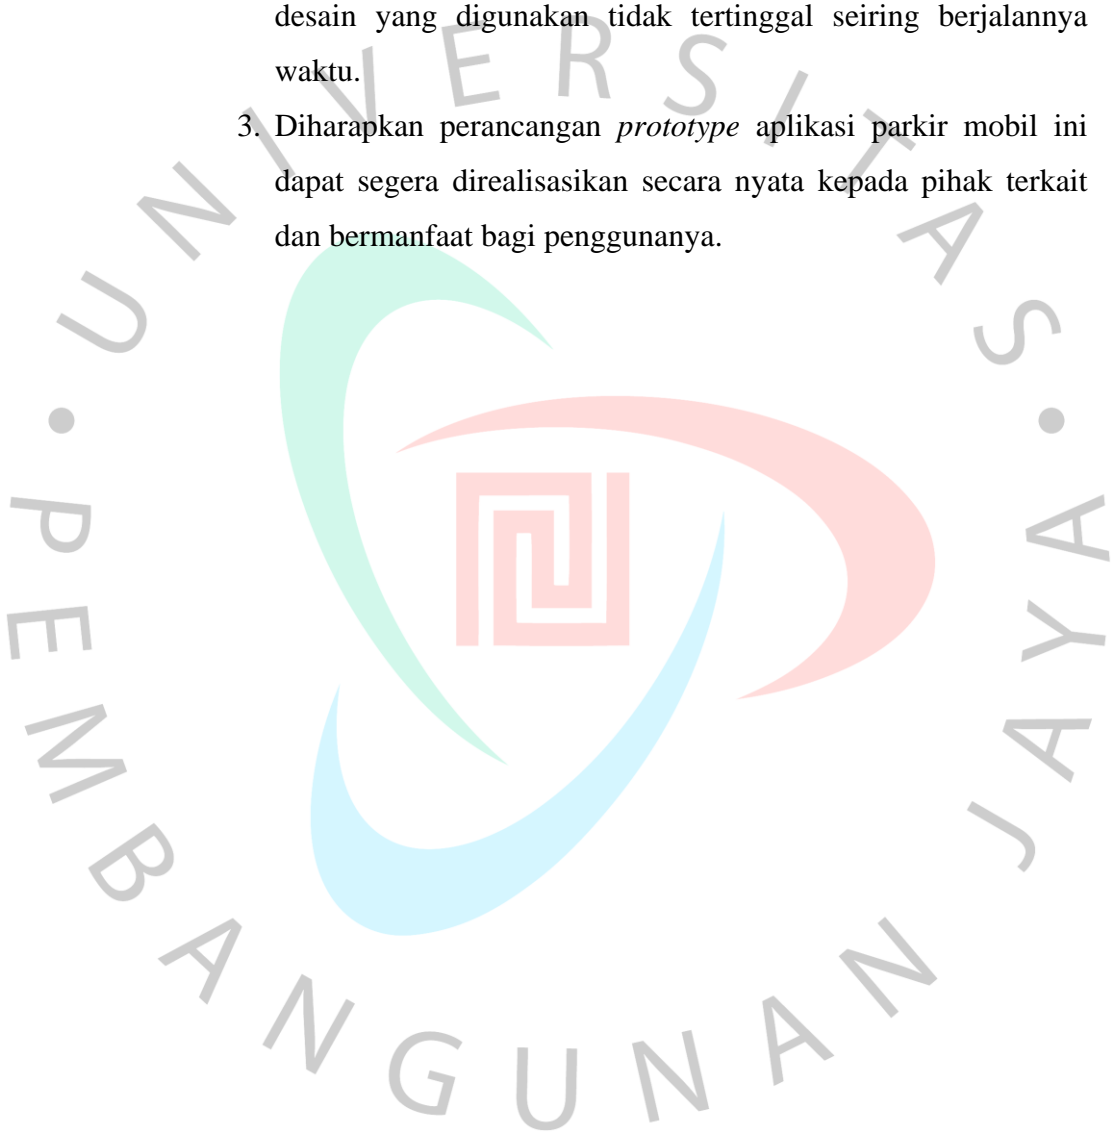 desain yang digunakan tidak tertinggal seiring berjalannya
waktu.
3. Diharapkan perancangan prototype aplikasi parkir mobil ini
dapat segera direalisasikan secara nyata kepada pihak terkait
dan bermanfaat bagi penggunanya.
UNIVERSITAS
PEMBANGUNAN JAYA